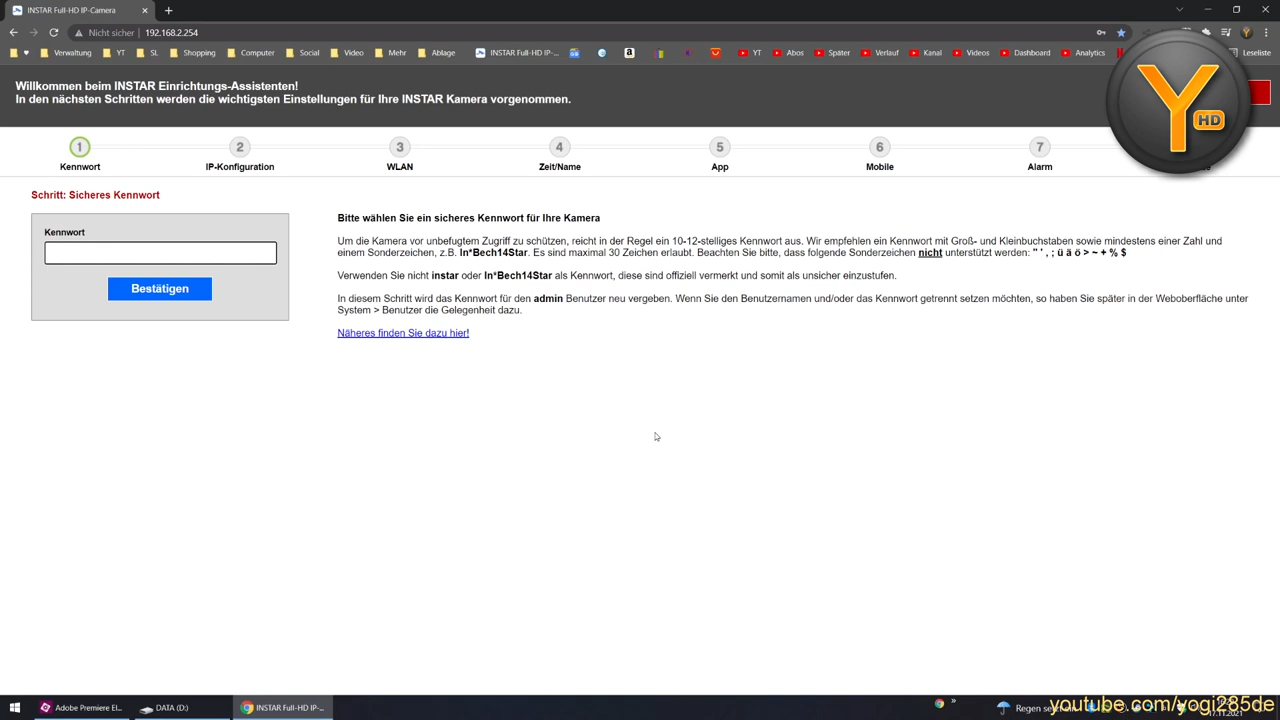 INSTAR Full-HD IP-Camera
Nicht sicher
192.168.2.254
Verwaltung
YT
SL
Shopping
Computer
Social
Video
Mehr
Ablage
INSTAR Full-HD IP-...
YT
Abos
Später
Verlauf
Kanal
Videos
Dashboard
Analytics
Leseliste
Willkommen beim INSTAR Einrichtungs-Assistenten!
In den nächsten Schritten werden die wichtigsten Einstellungen für Ihre INSTAR Kamera vorgenommen.
Y
HD
1
2
3
4
5
6
7
Kennwort
IP-Konfiguration
WLAN
Zeit/Name
App
Mobile
Alarm
Schritt: Sicheres Kennwort
Kennwort
Bestätigen
Bitte wählen Sie ein sicheres Kennwort für Ihre Kamera
Um die Kamera vor unbefugtem Zugriff zu schützen, reicht in der Regel ein 10-12-stelliges Kennwort aus. Wir empfehlen ein Kennwort mit Groß- und Kleinbuchstaben sowie mindestens einer Zahl und
einem Sonderzeichen, z.B. In*Bech14Star. Es sind maximal 30 Zeichen erlaubt. Beachten Sie bitte, dass folgende Sonderzeichen nicht unterstützt werden: " ' , ; ü ä ö > ~ + % $
Verwenden Sie nicht instar oder In*Bech14Star als Kennwort, diese sind offiziell vermerkt und somit als unsicher einzustufen.
In diesem Schritt wird das Kennwort für den admin Benutzer neu vergeben. Wenn Sie den Benutzernamen und/oder das Kennwort getrennt setzen möchten, so haben Sie später in der Weboberfläche unter
System > Benutzer die Gelegenheit dazu.
Näheres finden Sie dazu hier!
Adobe Premiere El...
DATA (D:)
INSTAR Full-HD IP-...
Regen
youtube.com/yogi285de
17.11.2021